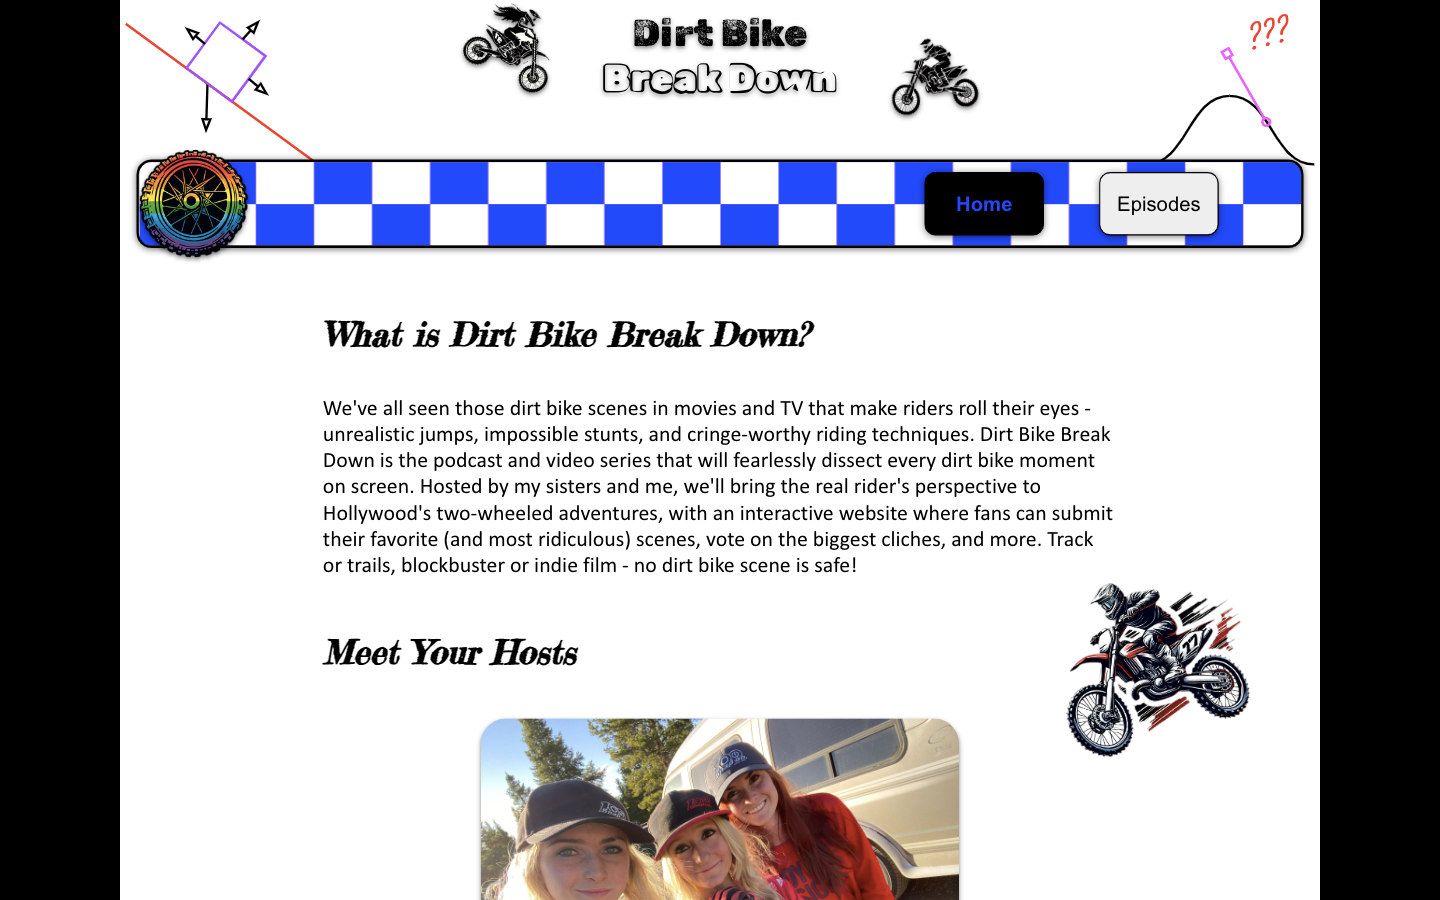 Dirt Bike
Break Down
???
Home
Episodes
What is Dirt Bike Break Down?
We've all seen those dirt bike scenes in movies and TV that make riders roll their eyes -
unrealistic jumps, impossible stunts, and cringe-worthy riding techniques. Dirt Bike Break
Down is the podcast and video series that will fearlessly dissect every dirt bike moment
on screen. Hosted by my sisters and me, we'll bring the real rider's perspective to
Hollywood's two-wheeled adventures, with an interactive website where fans can submit
their favorite (and most ridiculous) scenes, vote on the biggest cliches, and more. Track
or trails, blockbuster or indie film - no dirt bike scene is safe!
Meet Your Hosts